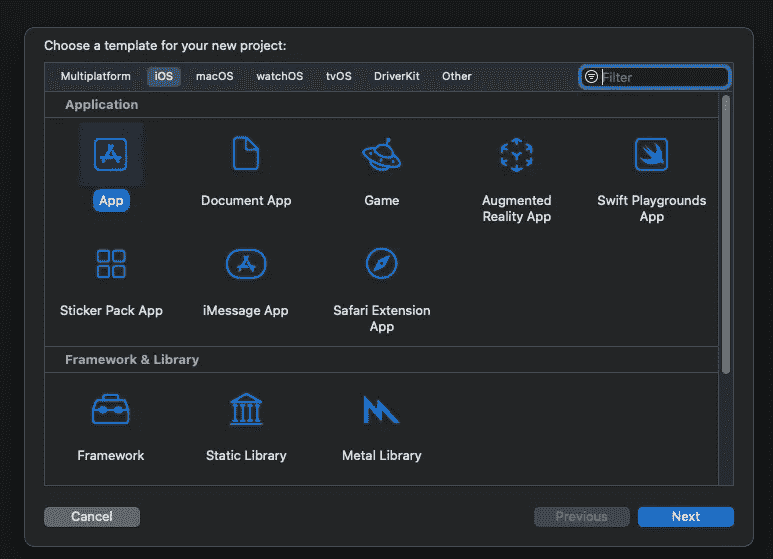 Choose a template for your new project:
Multiplatform iOS macOS watchOS tvOS DriverKit Other Filter
Application
App Document App Game Augmented Reality App Swift Playgrounds App
Sticker Pack App iMessage App Safari Extension App
Framework & Library
Framework Static Library Metal Library
Cancel Previous Next